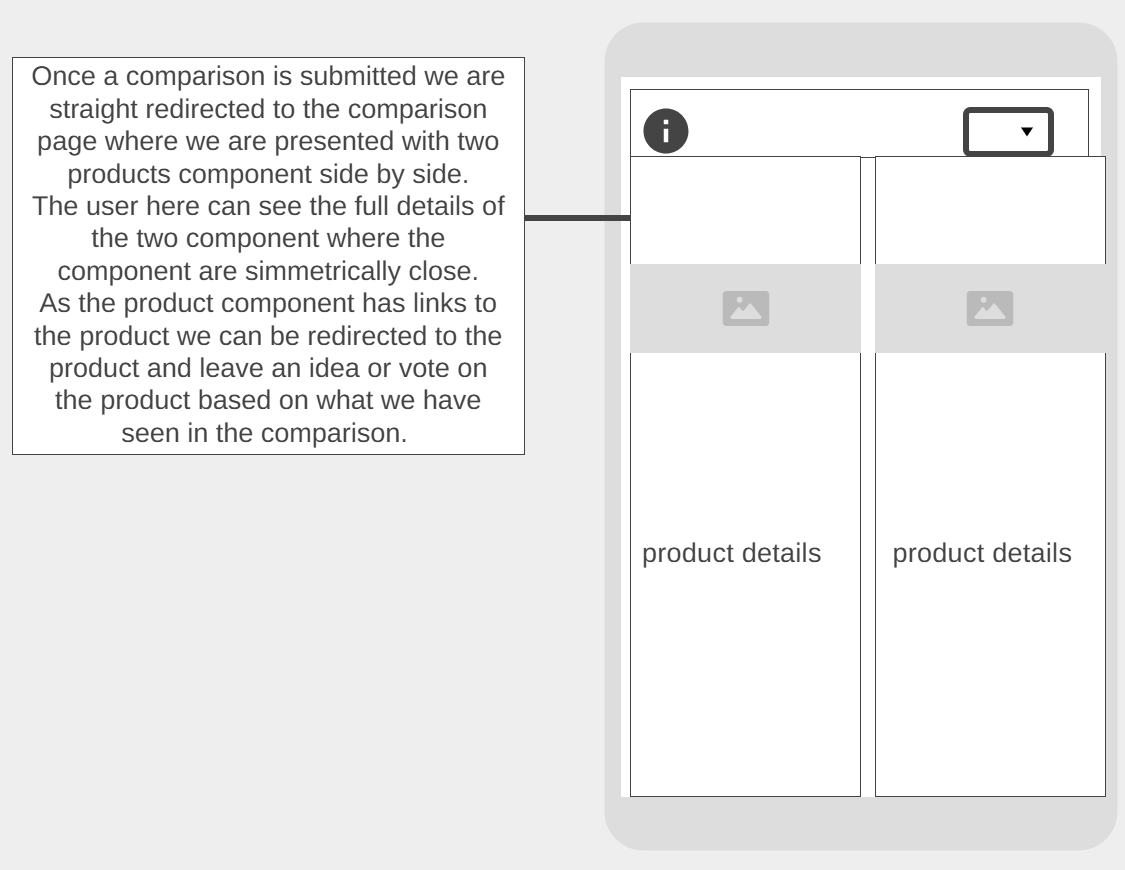 Once a comparison is submitted we are
straight redirected to the comparison
page where we are presented with two
products component side by side.
The user here can see the full details of
the two component where the
component are simmetrically close.
As the product component has links to
the product we can be redirected to the
product and leave an idea or vote on
the product based on what we have
seen in the comparison.
product details
product details